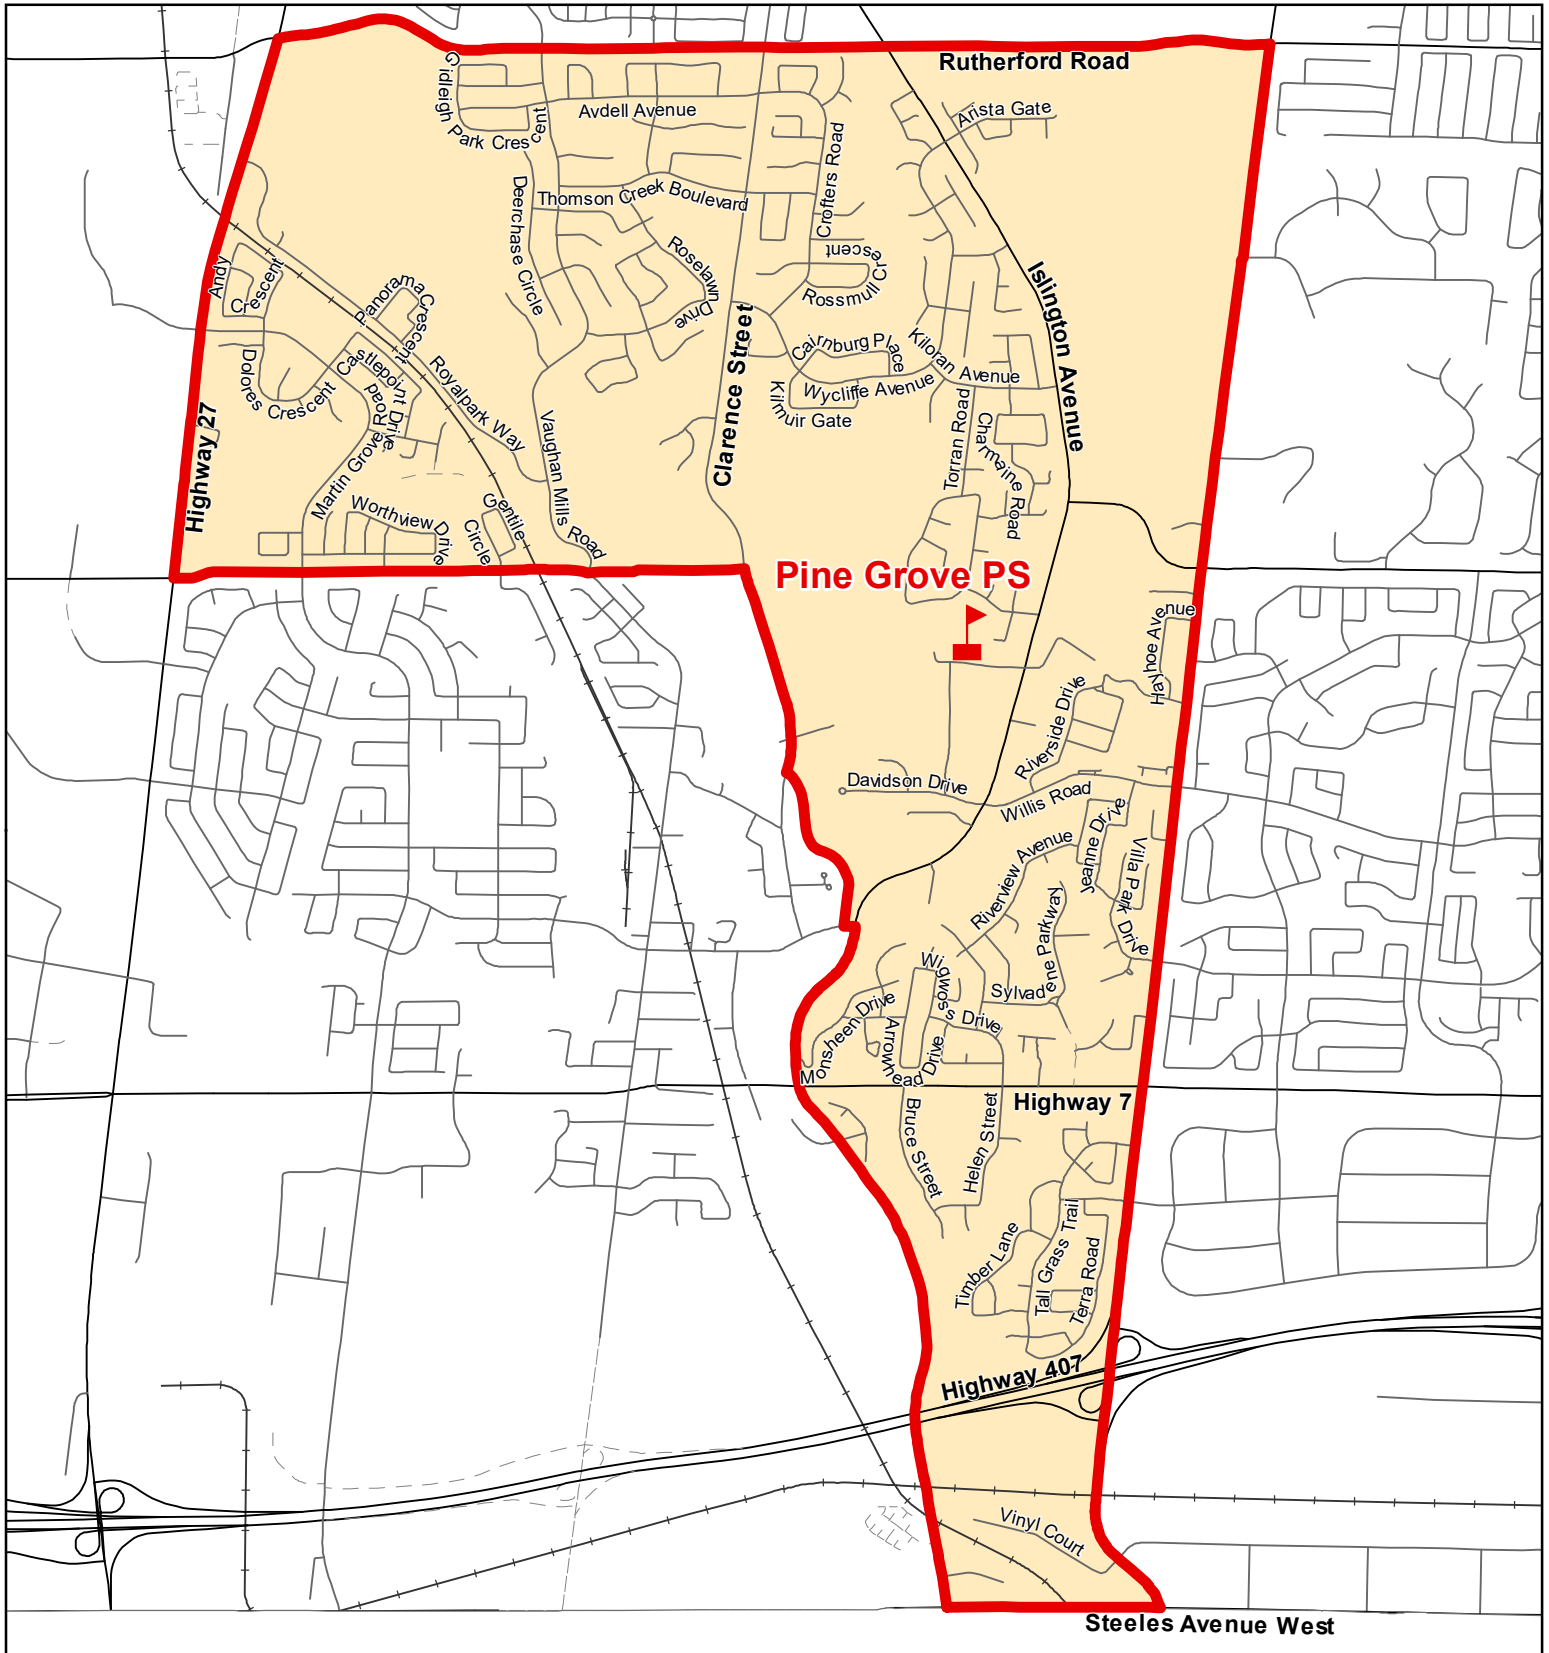 Rutherford Road
Gidleigh Park Crescent
Avdell Avenue
Arista Gate
Thomson Creek Boulevard
Crofters Road
Deerchase Circle
Roselawn Drive
Rossmull Crescent
Islington Avenue
Andy Crescent
Panorama Crescent
Clarence Street
Cairnburg Place
Kiloran Avenue
Wycliffe Avenue
Kilmuir Gate
Dolores Crescent
Castlepoint Drive
Royalpark Way
Highway 27
Martin Grove Road
Vaughan Mills Road
Torran Road
Charmaine Road
Worthview Drive
Gentile Circle
Pine Grove PS
Hayhoe Avenue
Riverside Drive
Davidson Drive
Willis Road
Jeanne Drive
Riverview Avenue
Villa Park Drive
Sylvadene Parkway
Wigwoss Drive
Monsheen Drive
Arrowhead Drive
Highway 7
Bruce Street
Helen Street
Timber Lane
Tall Grass Trail
Terra Road
Highway 407
Vinyl Court
Steeles Avenue West